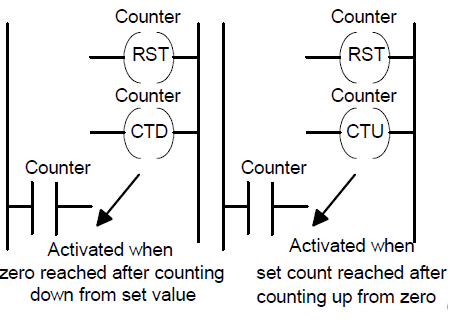 Counter
RST
Counter
CTD
Counter
Activated when
zero reached after counting
down from set value
Counter
RST
Counter
CTU
Counter
Activated when
set count reached after
counting up from zero